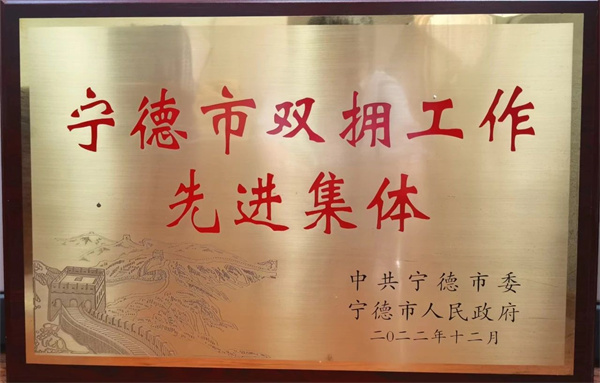 宁德市双拥工作
先进集体
中共宁德市委
宁德市人民政府
二〇二二年十二月